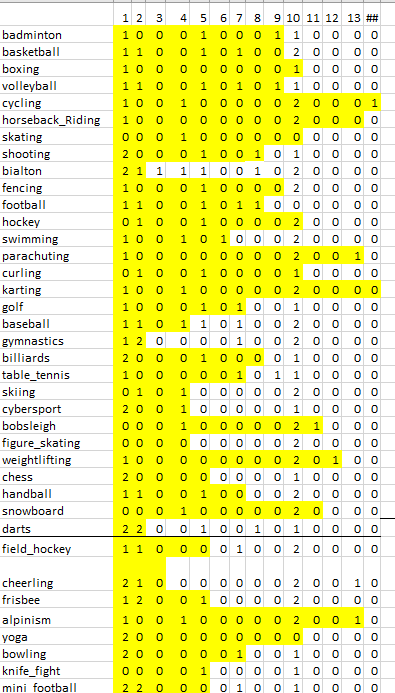 1 2 3 4 5 6 7 8 9 10 11 12 13 ##
badminton 1 0 0 0 1 0 0 0 1 1 0 0 0 0
basketball 1 1 0 0 1 0 1 0 0 2 0 0 0 0
boxing 1 0 0 0 0 0 0 0 0 1 0 0 0 0
volleyball 1 1 0 0 1 0 1 0 1 1 0 0 0 0
cycling 1 0 0 1 0 0 0 0 0 2 0 0 0 1
horseback_Riding 1 0 0 0 0 0 0 0 0 2 0 0 0 0
skating 0 0 0 1 0 0 0 0 0 0 0 0 0 0
shooting 2 0 0 0 1 0 0 1 0 1 0 0 0 0
bialton 2 1 1 1 1 0 0 1 0 2 0 0 0 0
fencing 1 0 0 0 1 0 0 0 0 2 0 0 0 0
football 1 1 0 0 1 0 1 1 0 0 0 0 0 0
hockey 0 1 0 0 1 0 0 0 0 2 0 0 0 0
swimming 1 0 0 1 0 1 0 0 0 2 0 0 0 0
parachuting 1 0 0 0 0 0 0 0 0 2 0 0 1 0
curling 0 1 0 0 1 0 0 0 0 1 0 0 0 0
karting 1 0 0 1 0 0 0 0 0 2 0 0 0 0
golf 1 0 0 0 1 0 1 0 0 1 0 0 0 0
baseball 1 1 0 1 1 0 1 0 0 2 0 0 0 0
gymnastics 1 2 0 0 0 0 1 0 0 2 0 0 0 0
billiards 2 0 0 0 1 0 0 0 0 1 0 0 0 0
table_tennis 1 0 0 0 0 0 1 0 1 1 0 0 0 0
skiing 0 1 0 1 0 0 0 0 0 2 0 0 0 0
cybersport 2 0 0 1 0 0 0 0 0 1 0 0 0 0
bobsleigh 0 0 0 1 0 0 0 0 0 2 1 0 0 0
figure_skating 0 0 0 0 0 0 0 0 0 2 0 0 0 0
weightlifting 1 0 0 0 0 0 0 0 0 2 0 1 0 0
chess 2 0 0 0 0 0 0 0 0 1 0 0 0 0
handball 1 1 0 0 1 0 0 0 0 2 0 0 0 0
snowboard 0 0 0 1 0 0 0 0 0 2 0 0 0 0
darts 2 2 0 0 1 0 0 1 0 1 0 0 0 0
field_hockey 1 1 0 0 0 0 1 0 0 2 0 0 0 0
cheerling 2 1 0 0 0 0 0 0 0 2 0 0 1 0
frisbee 1 2 0 0 1 0 0 0 0 2 0 0 0 0
alpinism 1 0 0 1 0 0 0 0 0 2 0 0 1 0
yoga 2 0 0 0 0 0 0 0 0 0 0 0 0 0
bowling 2 0 0 0 0 0 1 0 0 1 0 0 0 0
knife_fight 0 0 0 0 1 0 0 0 0 1 0 0 0 0
mini_football 2 2 0 0 0 0 1 0 0 2 0 0 0 0